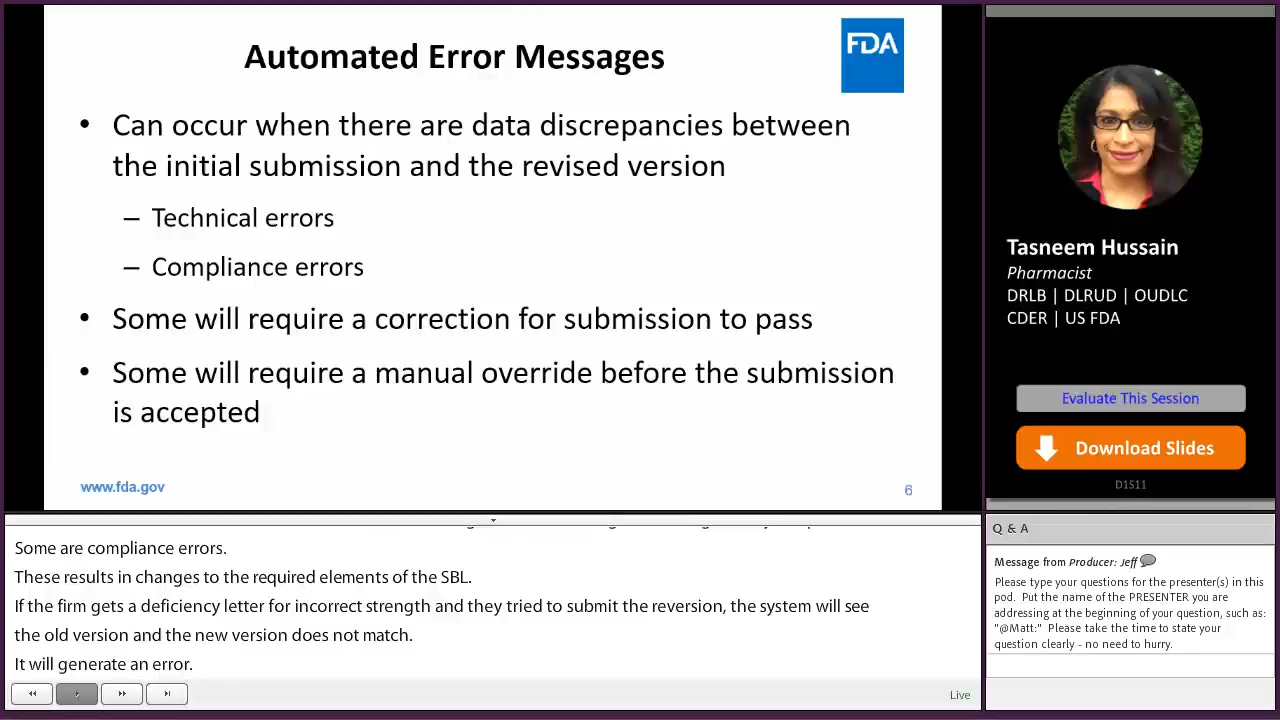 Automated Error Messages
FDA
• Can occur when there are data discrepancies between
the initial submission and the revised version
– Technical errors
– Compliance errors
• Some will require a correction for submission to pass
• Some will require a manual override before the submission
is accepted
www.fda.gov
6
Tasneem Hussain
Pharmacist
DRLB | DLRUD | OUDLC
CDER | US FDA
Evaluate This Session
Download Slides
D1S11
Some are compliance errors.
These results in changes to the required elements of the SBL.
If the firm gets a deficiency letter for incorrect strength and they tried to submit the reversion, the system will see
the old version and the new version does not match.
It will generate an error.
Live
Q & A
Message from Producer: Jeff
Please type your questions for the presenter(s) in this
pod. Put the name of the PRESENTER you are
addressing at the beginning of your question, such as:
"@Matt:" Please take the time to state your
question clearly - no need to hurry.